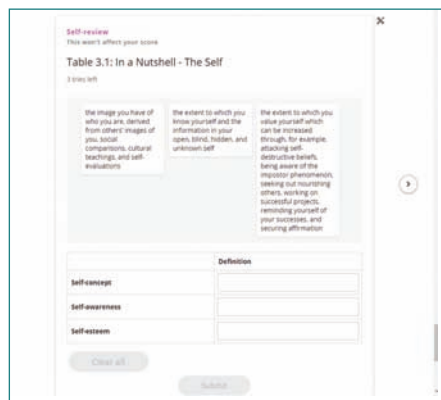 Self-review
This won't affect your score
Table 3.1: In a Nutshell - The Self
3 tries left
the image you have of
who you are, derived
from others' images of
you, social
comparisons, cultural
teachings, and self-
evaluations
the extent to which you
know yourself and the
information in your
open, blind, hidden, and
unknown self
the extent to which you
value yourself which
can be increased
through, for example,
attacking self-
destructive beliefs,
being aware of the
impostor phenomenon,
seeking out nourishing
others, working on
successful projects,
reminding yourself of
your successes, and
securing affirmation
Definition
Self-concept
Self-awareness
Self-esteem
Clear all
Submit